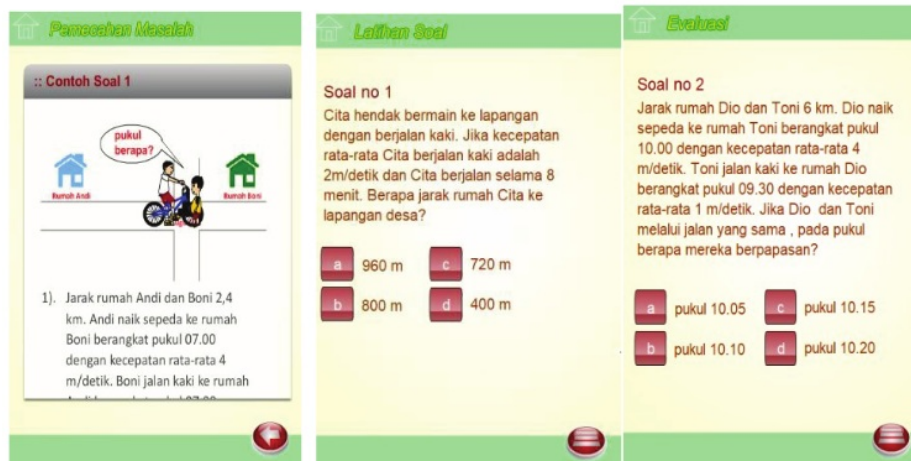 Pemecahan Masalah
:: Contoh Soal 1
pukul
berapa?
Rumah Andi
Rumah Boni
1). Jarak rumah Andi dan Boni 2,4
km. Andi naik sepeda ke rumah
Boni berangkat pukul 07.00
dengan kecepatan rata-rata 4
m/detik. Boni jalan kaki ke rumah
Latihan Soal
Soal no 1
Cita hendak bermain ke lapangan
dengan berjalan kaki. Jika kecepatan
rata-rata Cita berjalan kaki adalah
2m/detik dan Cita berjalan selama 8
menit. Berapa jarak rumah Cita ke
lapangan desa?
a 960 m
c 720 m
b 800 m
d 400 m
Evaluasi
Soal no 2
Jarak rumah Dio dan Toni 6 km. Dio naik
sepeda ke rumah Toni berangkat pukul
10.00 dengan kecepatan rata-rata 4
m/detik. Toni jalan kaki ke rumah Dio
berangkat pukul 09.30 dengan kecepatan
rata-rata 1 m/detik. Jika Dio dan Toni
melalui jalan yang sama , pada pukul
berapa mereka berpapasan?
a pukul 10.05
c pukul 10.15
b pukul 10.10
d pukul 10.20